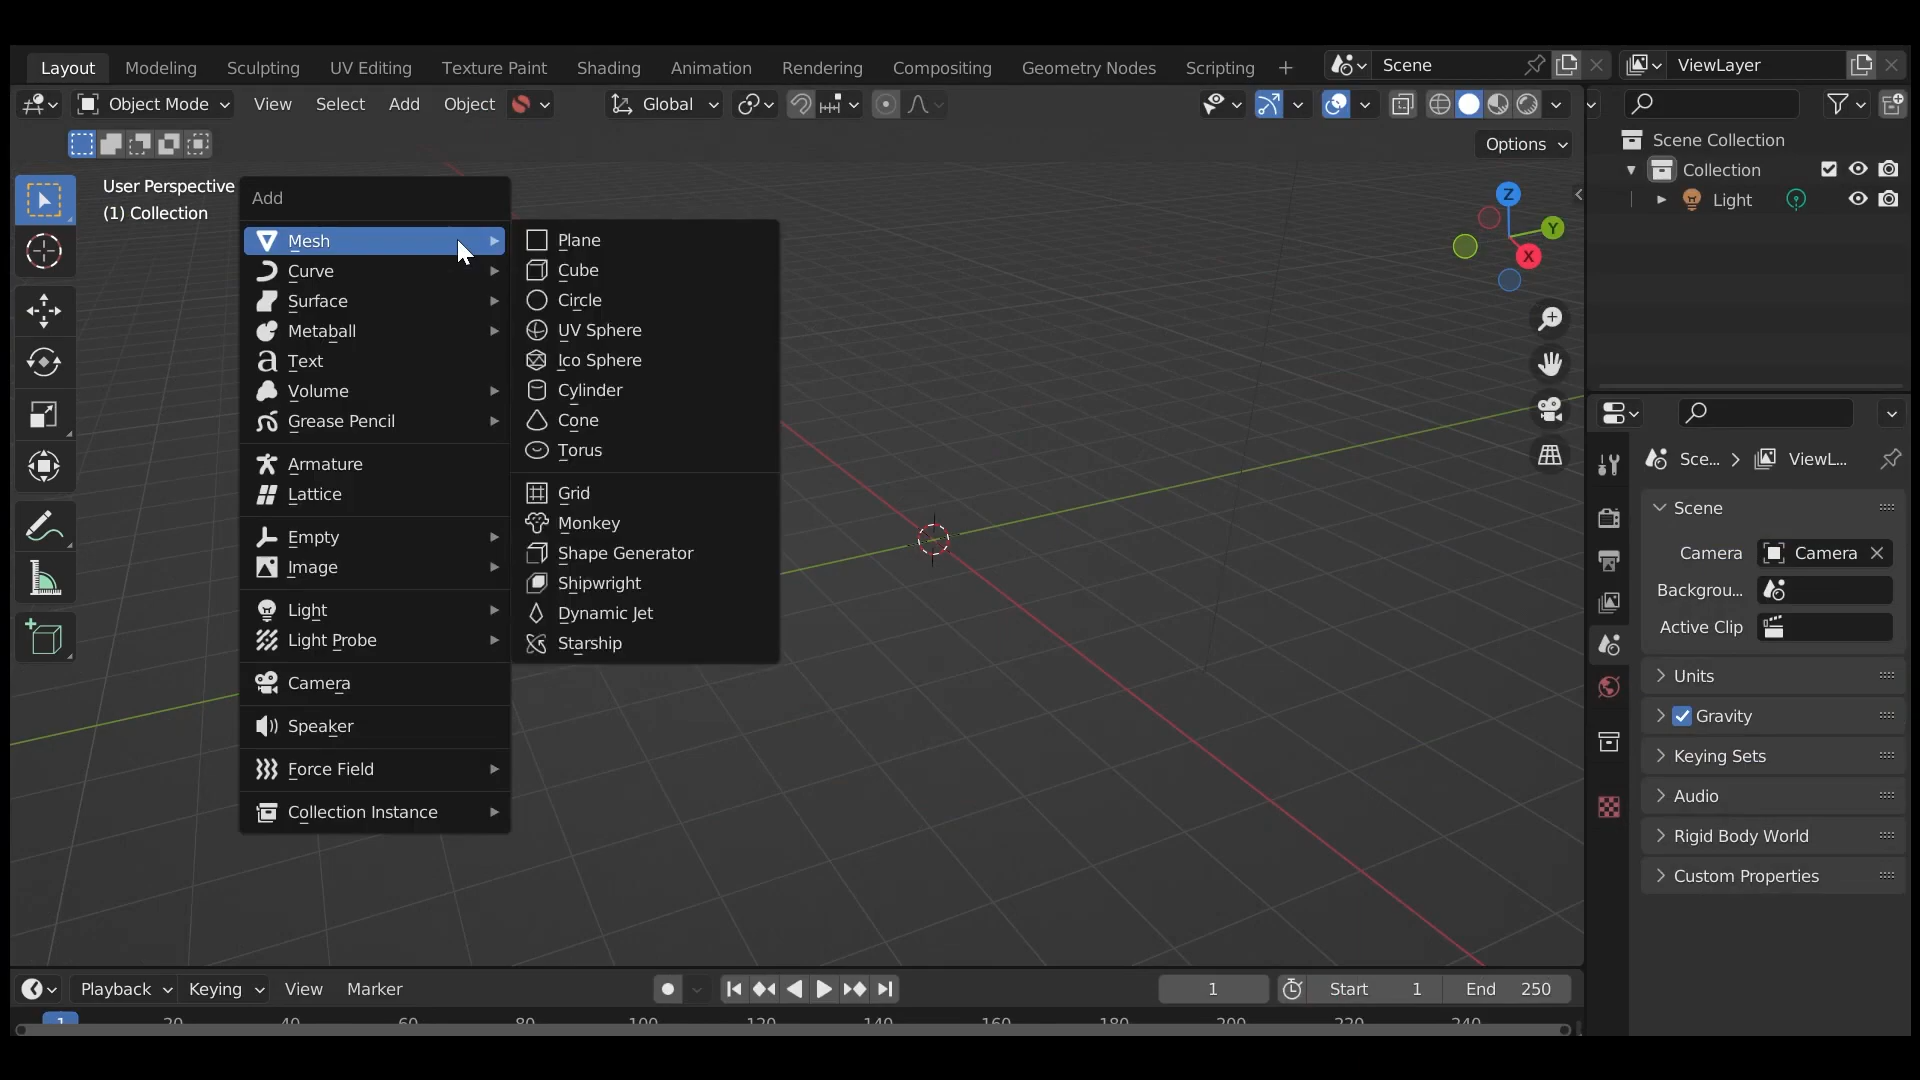 Layout Modeling Sculpting UV Editing Texture Paint Shading Animation Rendering Compositing Geometry Nodes Scripting + Scene ViewLayer
Object Mode View Select Add Object Global
Options
User Perspective
(1) Collection
Add
Mesh
Curve
Surface
Metaball
Text
Volume
Grease Pencil
Armature
Lattice
Empty
Image
Light
Light Probe
Camera
Speaker
Force Field
Collection Instance
Plane
Cube
Circle
UV Sphere
Ico Sphere
Cylinder
Cone
Torus
Grid
Monkey
Shape Generator
Shipwright
Dynamic Jet
Starship
Z
Y
X
Scene Collection
Collection
Light
Sce... ViewL...
Scene
Camera Camera
Backgrou...
Active Clip
Units
Gravity
Keying Sets
Audio
Rigid Body World
Custom Properties
Playback Keying View Marker 1 Start 1 End 250
1 20 40 60 80 100 120 140 160 180 200 220 240